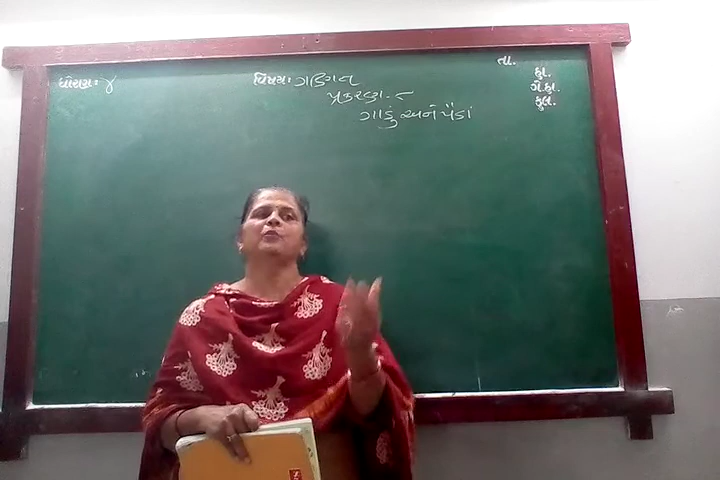 ધોરણઃ ૪
વિષયઃ ગણિત
પ્રકરણ - ૮
ગાડું અને પૈડાં
તા.
હા.
ગે.હા.
કુલ.